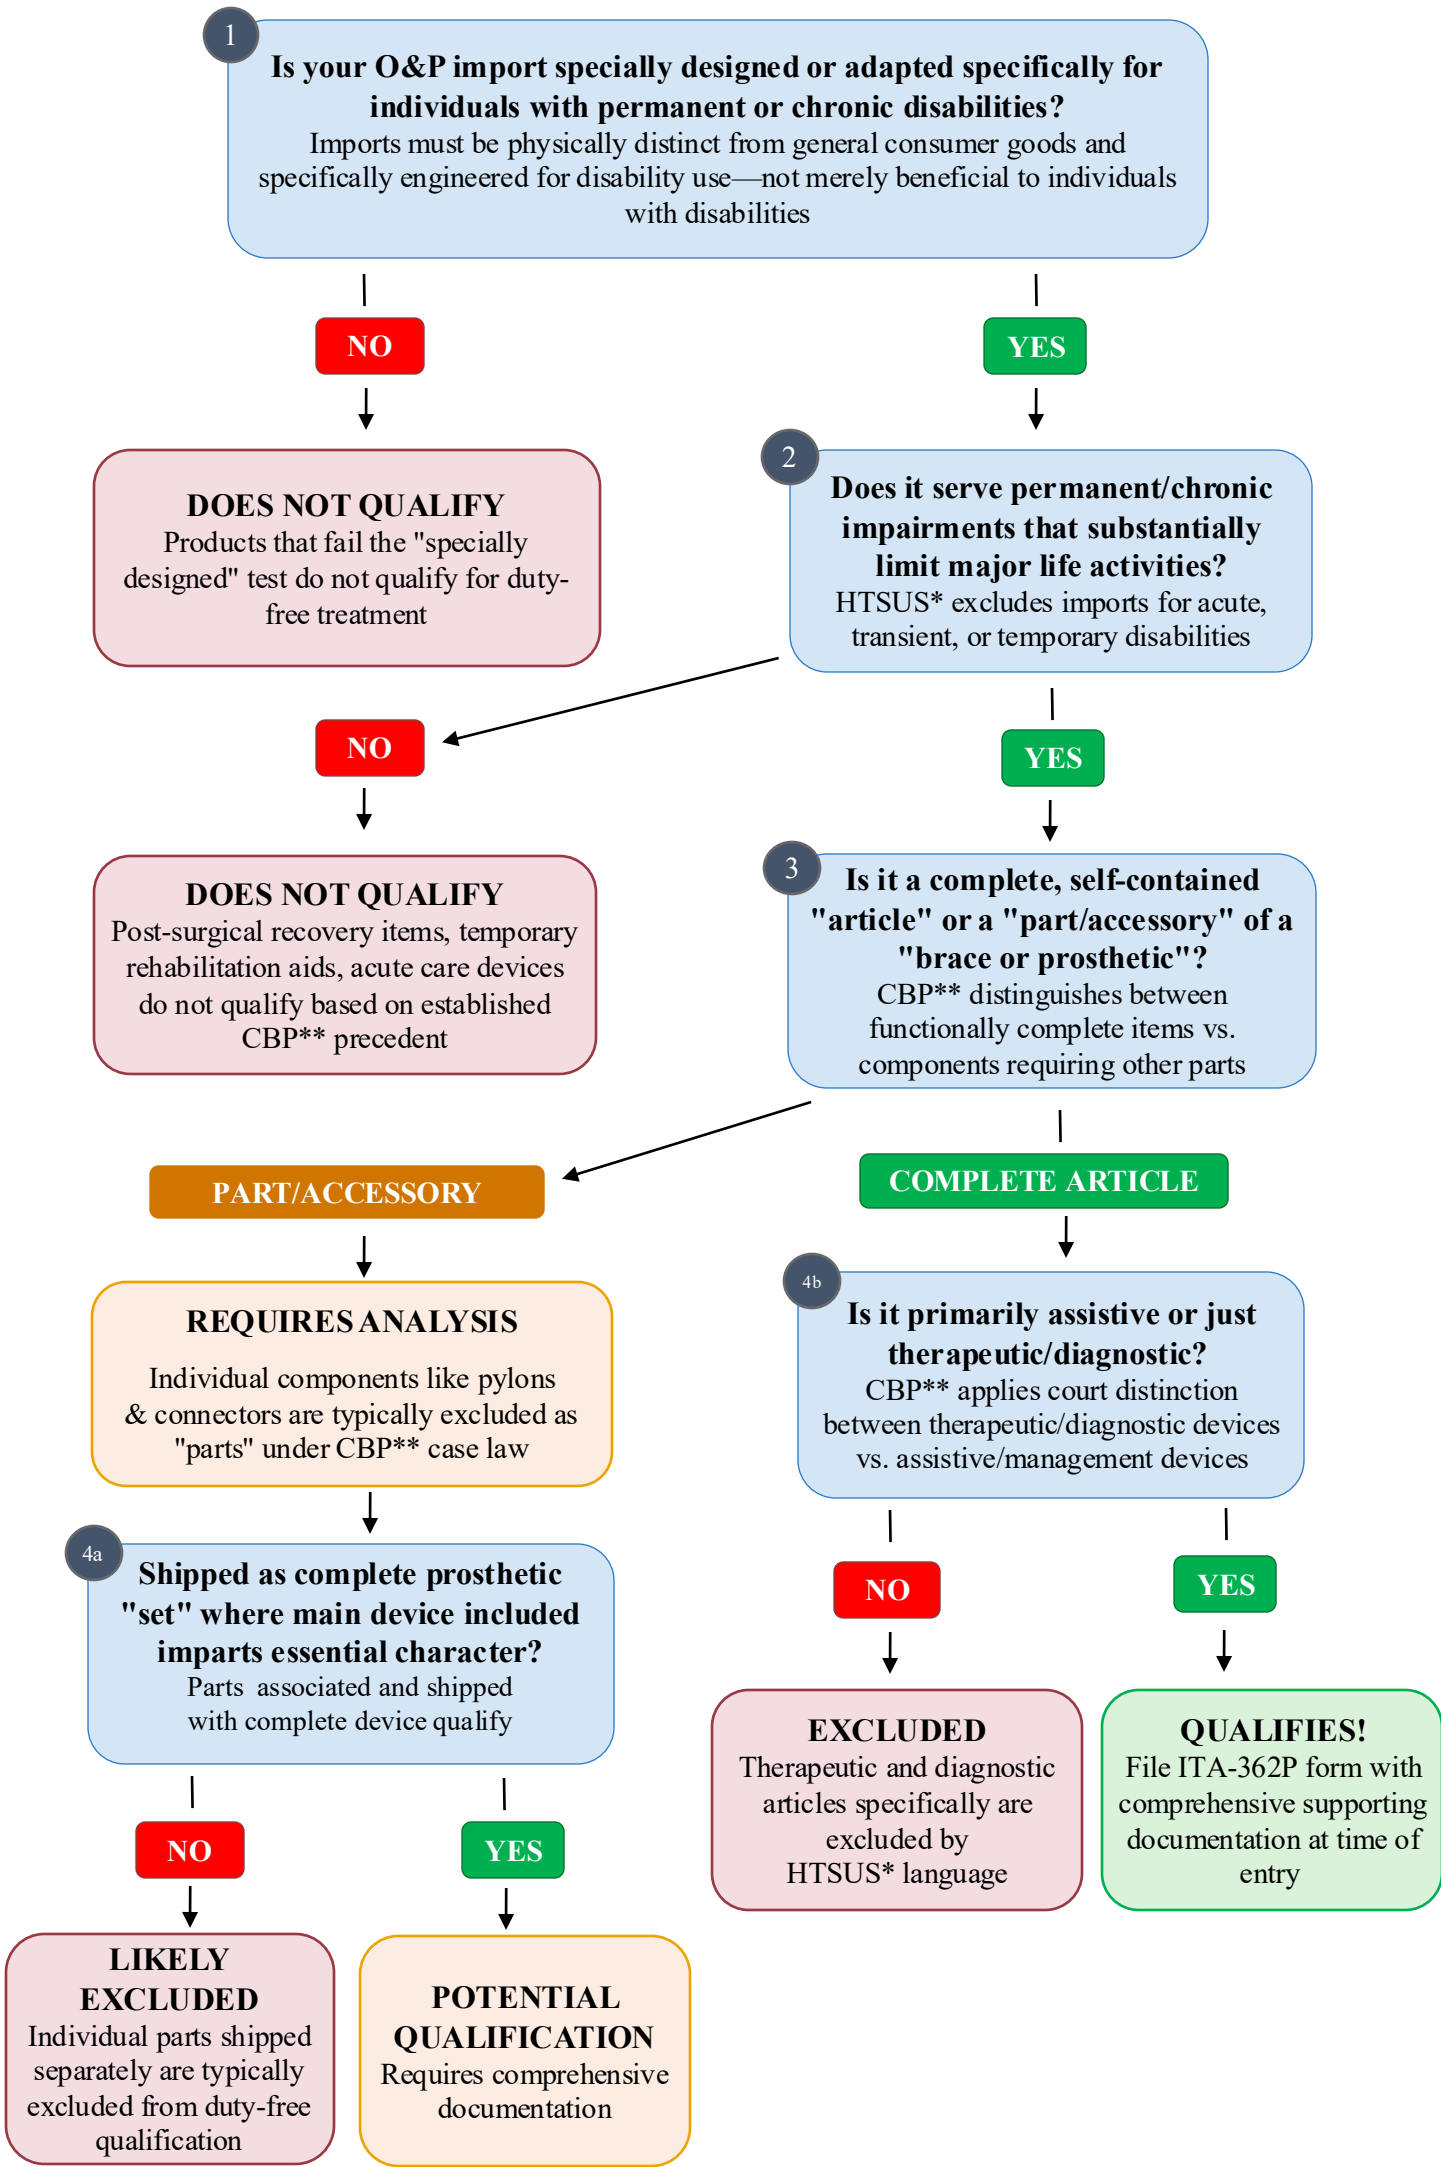 1
Is your O&P import specially designed or adapted specifically for
individuals with permanent or chronic disabilities?
Imports must be physically distinct from general consumer goods and
specifically engineered for disability use—not merely beneficial to individuals
with disabilities
NO
YES
DOES NOT QUALIFY
Products that fail the "specially
designed" test do not qualify for duty-
free treatment
2
Does it serve permanent/chronic
impairments that substantially
limit major life activities?
HTSUS* excludes imports for acute,
transient, or temporary disabilities
NO
YES
DOES NOT QUALIFY
Post-surgical recovery items, temporary
rehabilitation aids, acute care devices
do not qualify based on established
CBP** precedent
3
Is it a complete, self-contained
"article" or a "part/accessory" of a
"brace or prosthetic"?
CBP** distinguishes between
functionally complete items vs.
components requiring other parts
PART/ACCESSORY
COMPLETE ARTICLE
REQUIRES ANALYSIS
Individual components like pylons
& connectors are typically excluded as
"parts" under CBP** case law
4b
Is it primarily assistive or just
therapeutic/diagnostic?
CBP** applies court distinction
between therapeutic/diagnostic devices
vs. assistive/management devices
4a
Shipped as complete prosthetic
"set" where main device included
imparts essential character?
Parts associated and shipped
with complete device qualify
NO
YES
EXCLUDED
Therapeutic and diagnostic
articles specifically are
excluded by
HTSUS* language
QUALIFIES!
File ITA-362P form with
comprehensive supporting
documentation at time of
entry
NO
YES
LIKELY
EXCLUDED
Individual parts shipped
separately are typically
excluded from duty-free
qualification
POTENTIAL
QUALIFICATION
Requires comprehensive
documentation